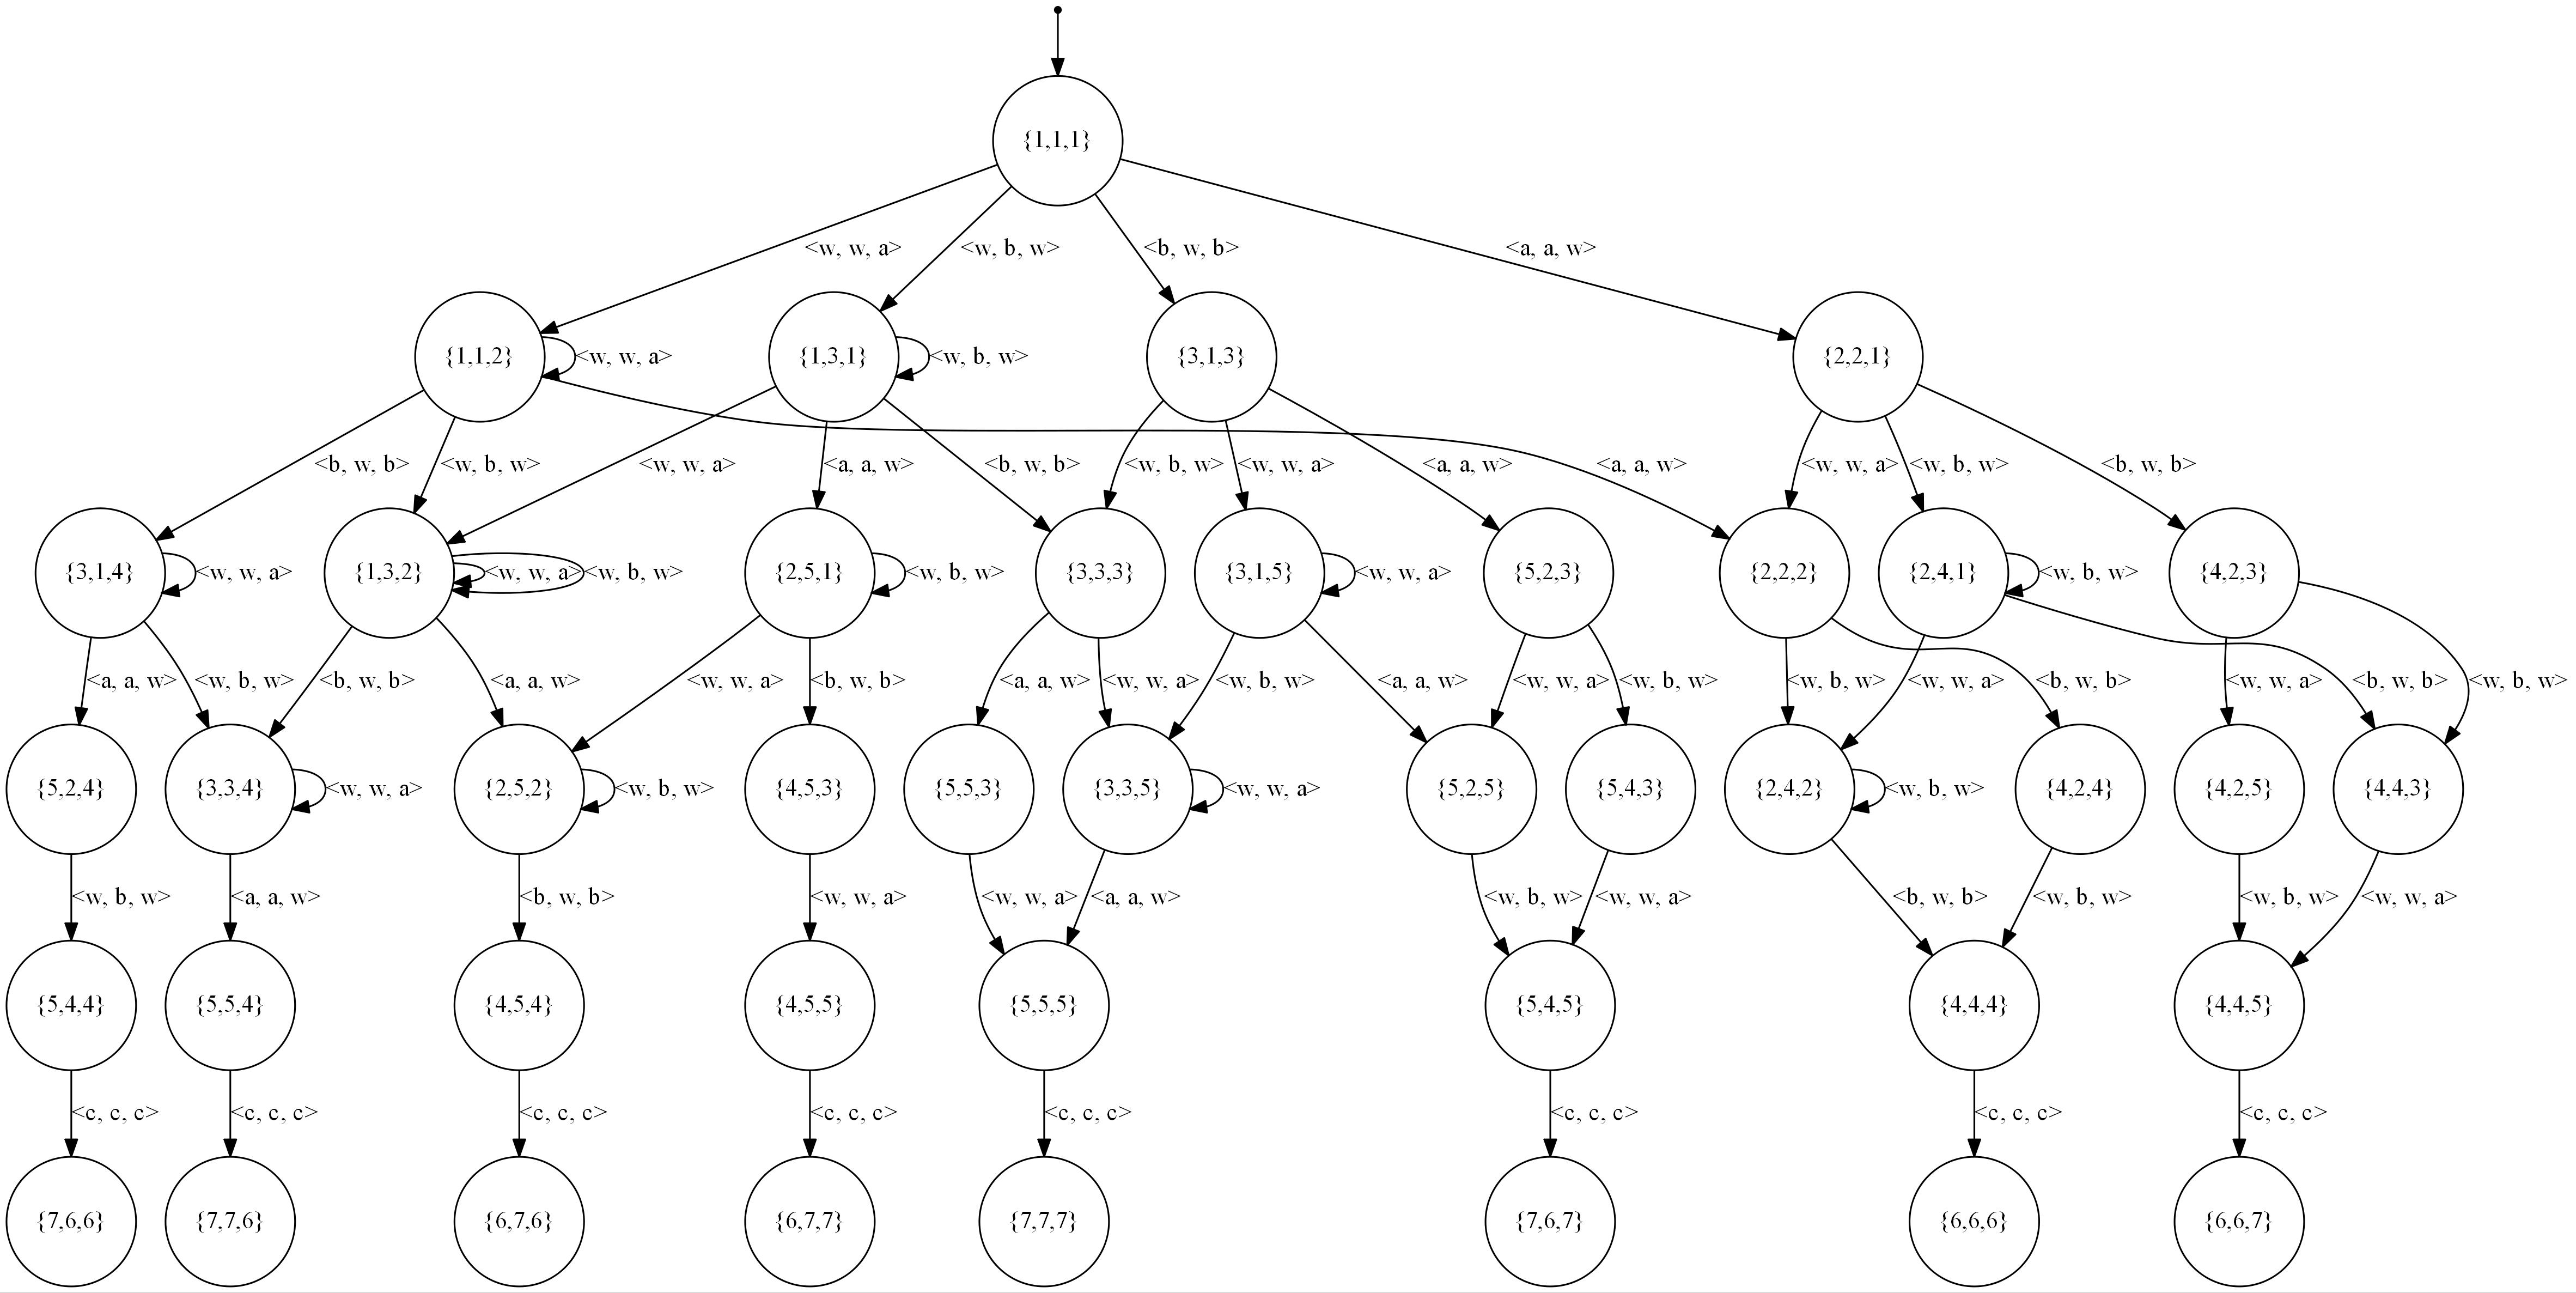 {1,1,1}
<w, w, a>
<w, b, w>
<b, w, b>
<a, a, w>
{1,1,2}
<w, w, a>
{1,3,1}
<w, b, w>
{3,1,3}
{2,2,1}
<b, w, b>
<w, b, w>
<w, w, a>
<a, a, w>
<b, w, b>
<w, b, w>
<w, w, a>
<a, a, w>
<a, a, w>
<w, w, a>
<w, b, w>
<b, w, b>
{3,1,4}
<w, w, a>
{1,3,2}
<w, w, a>
<w, b, w>
{2,5,1}
<w, b, w>
{3,3,3}
{3,1,5}
<w, w, a>
{5,2,3}
{2,2,2}
{2,4,1}
<w, b, w>
{4,2,3}
<a, a, w>
<w, b, w>
<b, w, b>
<a, a, w>
<w, w, a>
<b, w, b>
<a, a, w>
<w, w, a>
<w, b, w>
<a, a, w>
<w, w, a>
<w, b, w>
<w, b, w>
<w, w, a>
<b, w, b>
<w, w, a>
<b, w, b>
<w, b, w>
{5,2,4}
{3,3,4}
<w, w, a>
{2,5,2}
<w, b, w>
{4,5,3}
{5,5,3}
{3,3,5}
<w, w, a>
{5,2,5}
{5,4,3}
{2,4,2}
<w, b, w>
{4,2,4}
{4,2,5}
{4,4,3}
<w, b, w>
<a, a, w>
<b, w, b>
<w, w, a>
<w, w, a>
<a, a, w>
<w, b, w>
<w, w, a>
<b, w, b>
<w, b, w>
<w, b, w>
<w, w, a>
{5,4,4}
{5,5,4}
{4,5,4}
{4,5,5}
{5,5,5}
{5,4,5}
{4,4,4}
{4,4,5}
<c, c, c>
<c, c, c>
<c, c, c>
<c, c, c>
<c, c, c>
<c, c, c>
<c, c, c>
<c, c, c>
{7,6,6}
{7,7,6}
{6,7,6}
{6,7,7}
{7,7,7}
{7,6,7}
{6,6,6}
{6,6,7}